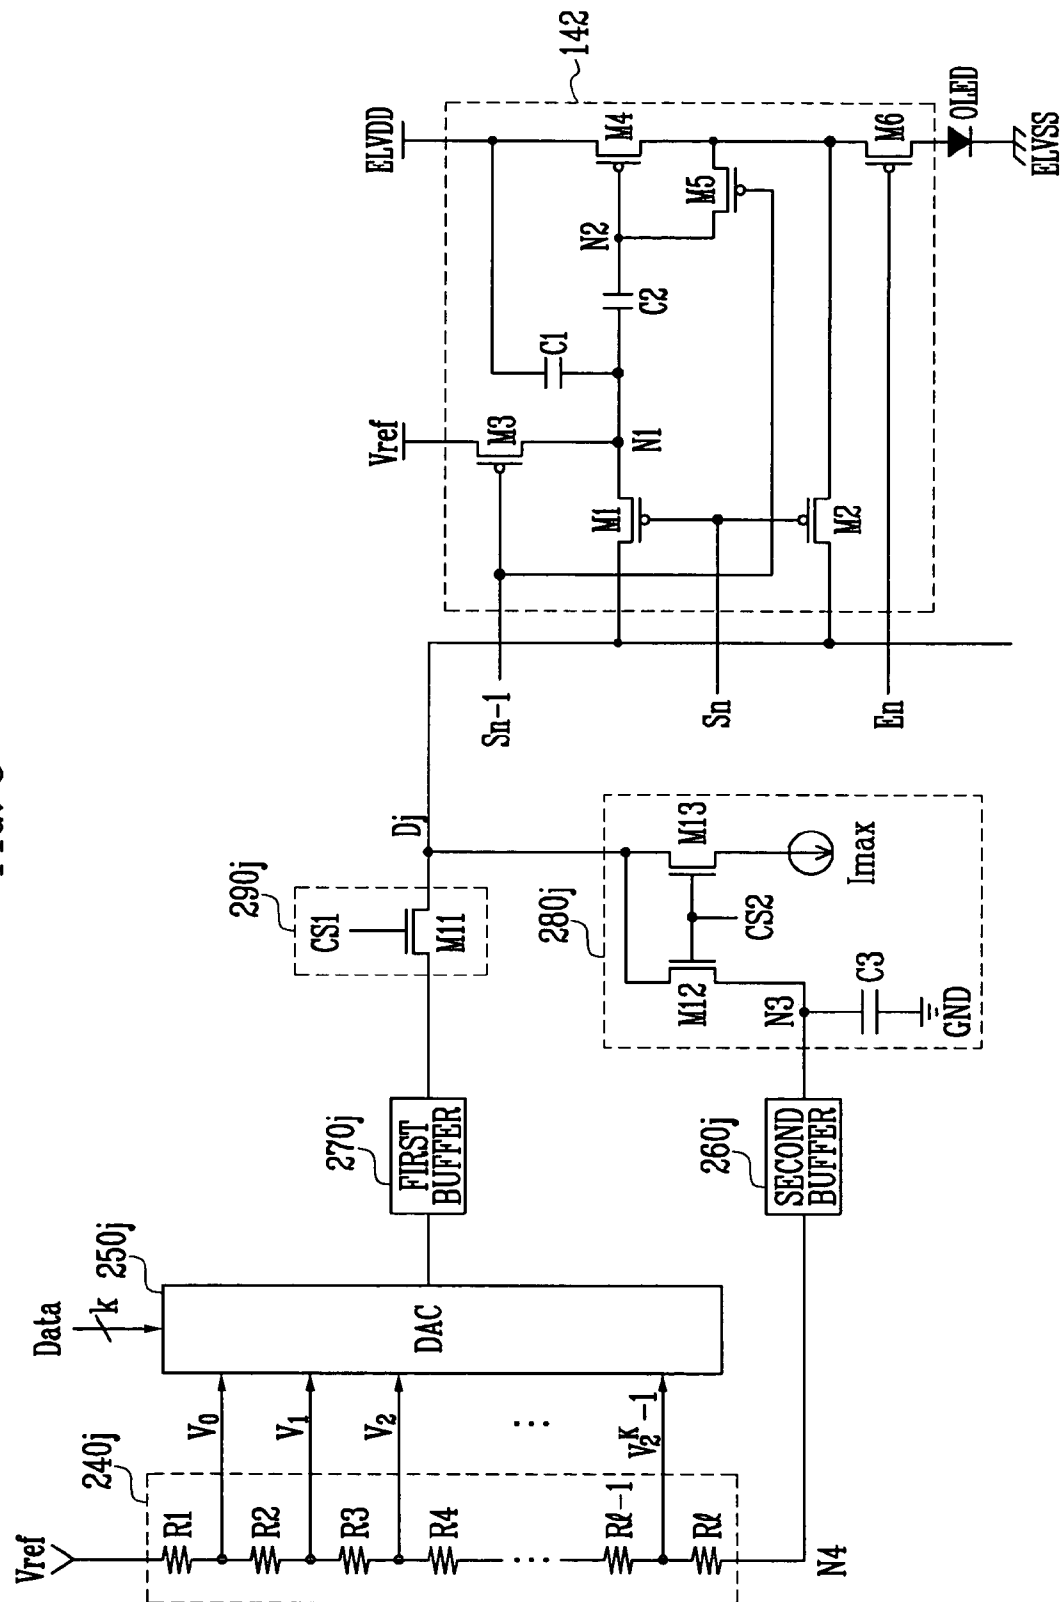 Vref
240j
R1
R2
R3
R4
...
Rℓ-1
Rℓ
N4
V0
V1
V2
...
V2^K-1
Data
k
250j
DAC
270j
FIRST
BUFFER
260j
SECOND
BUFFER
290j
CS1
M11
Dj
280j
M12
M13
CS2
N3
C3
GND
Imax
Sn-1
Sn
En
Vref
M3
N1
M1
M2
C1
C2
N2
ELVDD
M4
M5
M6
142
OLED
ELVSS